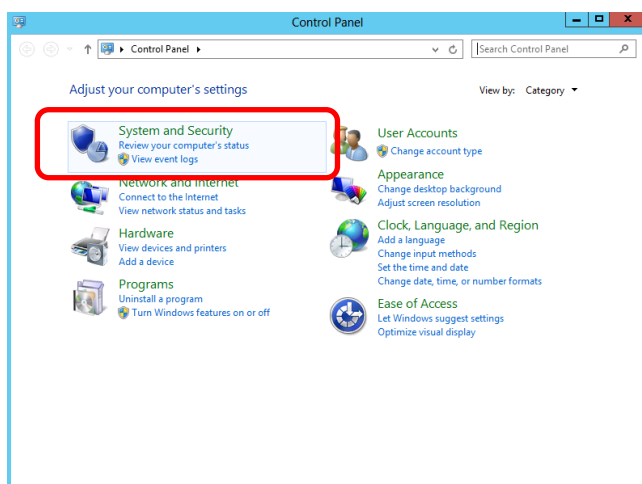 Control Panel
Control Panel
Search Control Panel
Adjust your computer's settings
View by: Category
System and Security
Review your computer's status
View event logs
Network and Internet
Connect to the Internet
View network status and tasks
Hardware
View devices and printers
Add a device
Programs
Uninstall a program
Turn Windows features on or off
User Accounts
Change account type
Appearance
Change desktop background
Adjust screen resolution
Clock, Language, and Region
Add a language
Change input methods
Set the time and date
Change date, time, or number formats
Ease of Access
Let Windows suggest settings
Optimize visual display